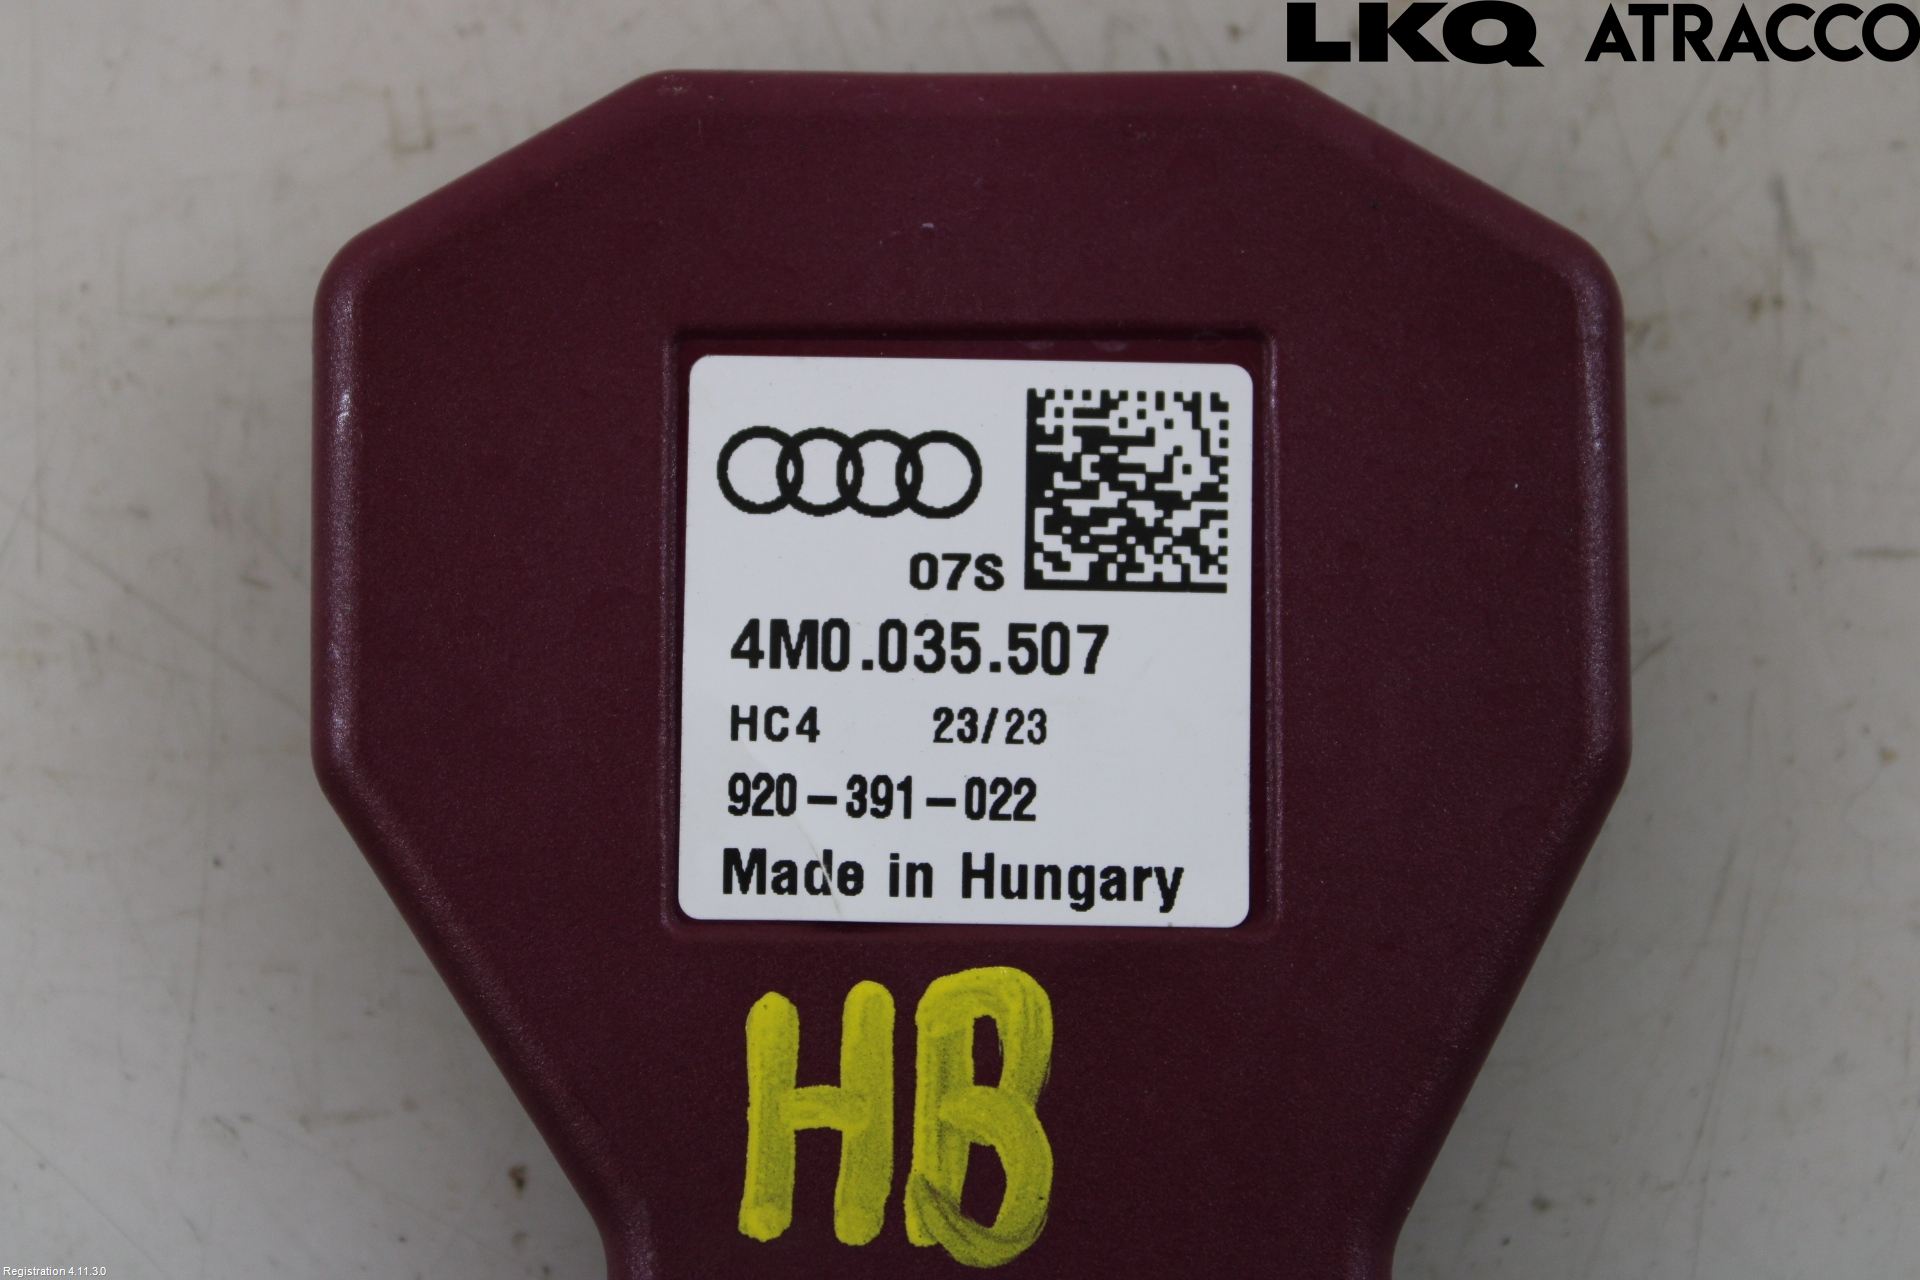 LKQ ATRACCO
07S
4M0.035.507
HC4 23/23
920-391-022
Made in Hungary
HB
Registration 4.11.3.0